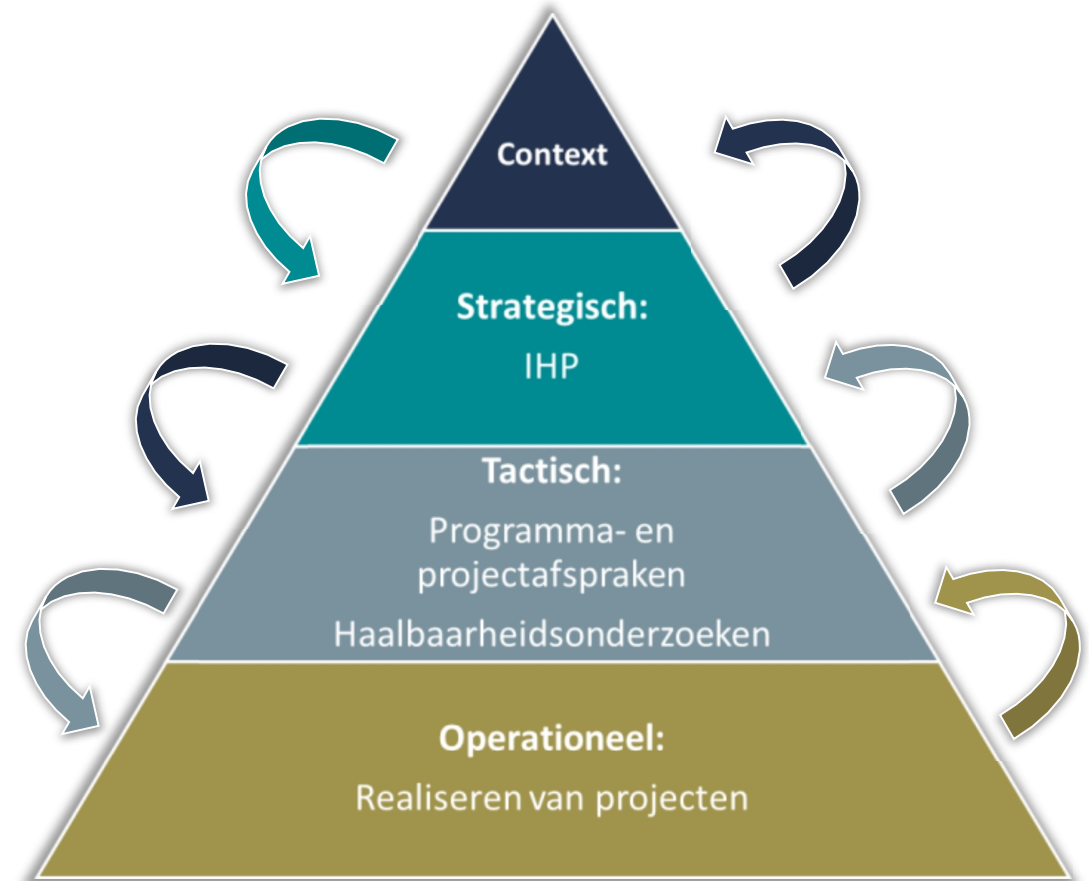 Context
Strategisch:
IHP
Tactisch:
Programma- en
projectafspraken
Haalbaarheidsonderzoeken
Operationeel:
Realiseren van projecten